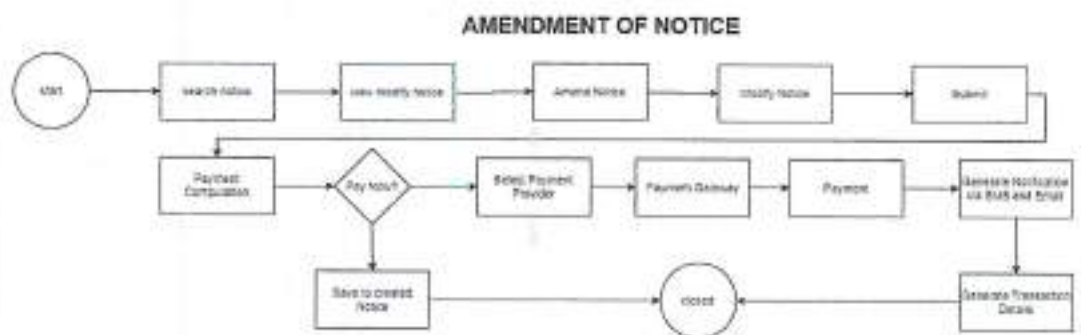 AMENDMENT OF NOTICE
start
Search Notice
View Modify Notice
Amend Notice
Modify Notice
Submit
Payment
Computation
Pay Now?
Select Payment
Provider
Payment Gateway
Payment
Generate Notification
via SMS and Email
Save to created
Notice
closed
Generate Transaction
Details